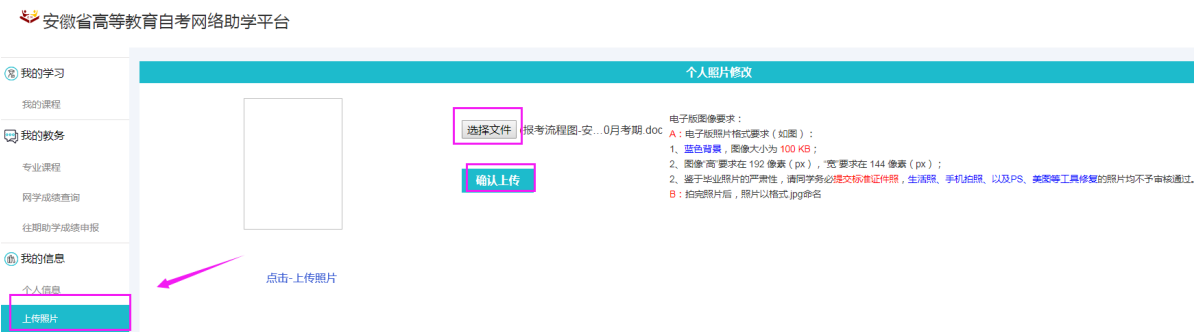 安徽省高等教育自考网络助学平台
我的学习
我的课程
我的教务
专业课程
网学成绩查询
往期助学成绩申报
我的信息
个人信息
上传照片
个人照片修改
点击-上传照片
选择文件 报考流程图-安…0月考期.doc
确认上传
电子版图像要求：
A：电子版照片格式要求（如图）：
1、蓝色背景，图像大小为 100 KB；
2、图像“高”要求在 192 像素（px），“宽”要求在 144 像素（px）；
2、鉴于毕业照片的严肃性，请同学务必提交标准证件照，生活照、手机拍照、以及PS、美图等工具修复的照片均不予审核通过。
B：拍完照片后，照片以格式.jpg命名